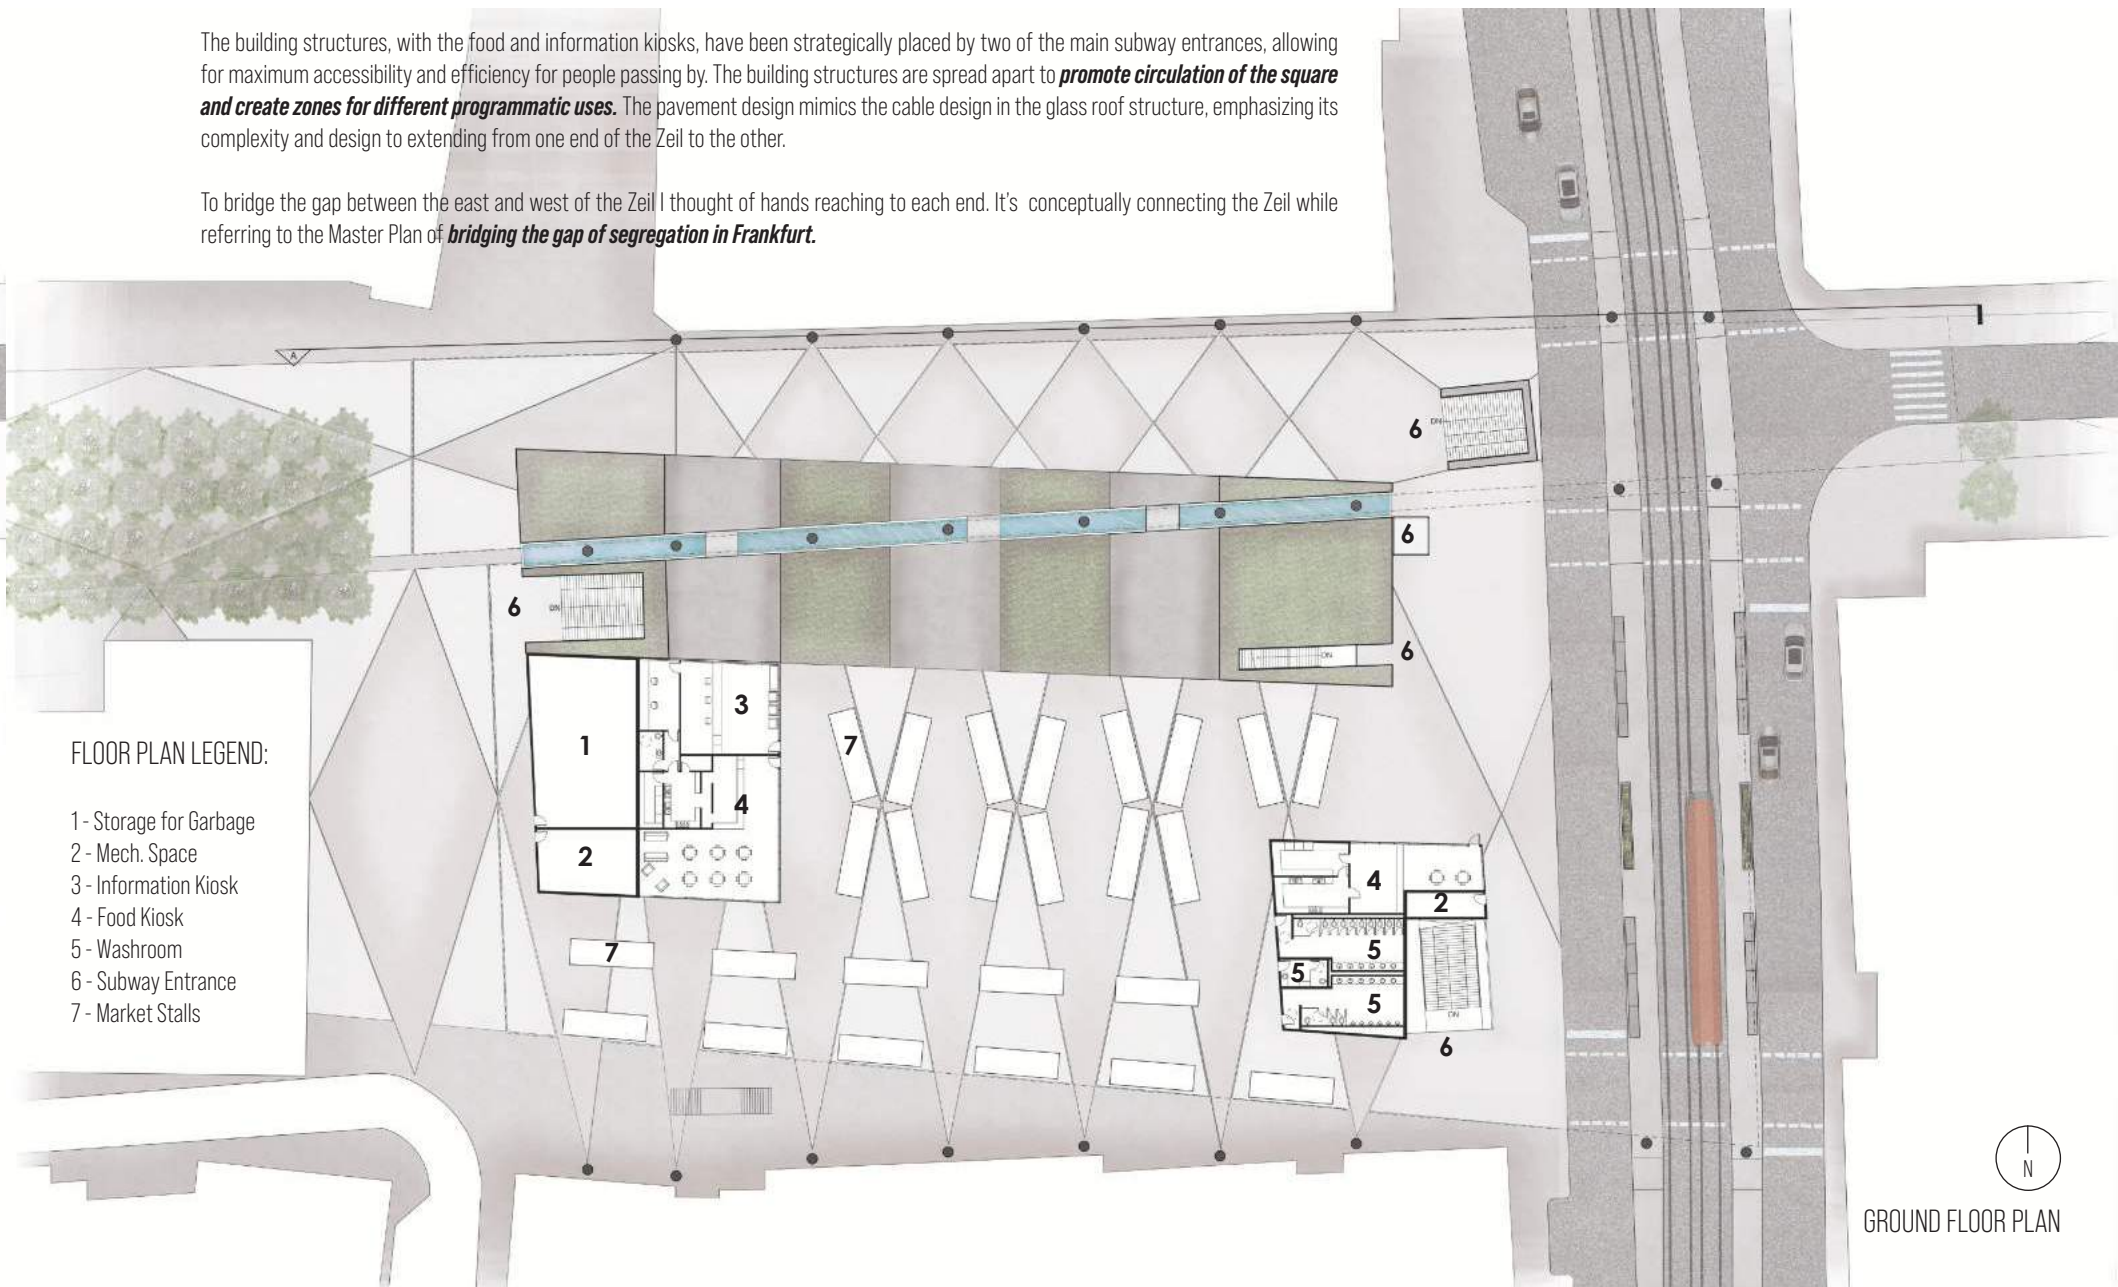 The building structures, with the food and information kiosks, have been strategically placed by two of the main subway entrances, allowing
for maximum accessibility and efficiency for people passing by. The building structures are spread apart to promote circulation of the square
and create zones for different programmatic uses. The pavement design mimics the cable design in the glass roof structure, emphasizing its
complexity and design to extending from one end of the Zeil to the other.
To bridge the gap between the east and west of the Zeil I thought of hands reaching to each end. It's conceptually connecting the Zeil while
referring to the Master Plan of bridging the gap of segregation in Frankfurt.
A
6
DN
6
6
DN
6
DN
3
1
7
4
2
4
2
7
5
5
5
DN
6
FLOOR PLAN LEGEND:
1 - Storage for Garbage
2 - Mech. Space
3 - Information Kiosk
4 - Food Kiosk
5 - Washroom
6 - Subway Entrance
7 - Market Stalls
N
GROUND FLOOR PLAN